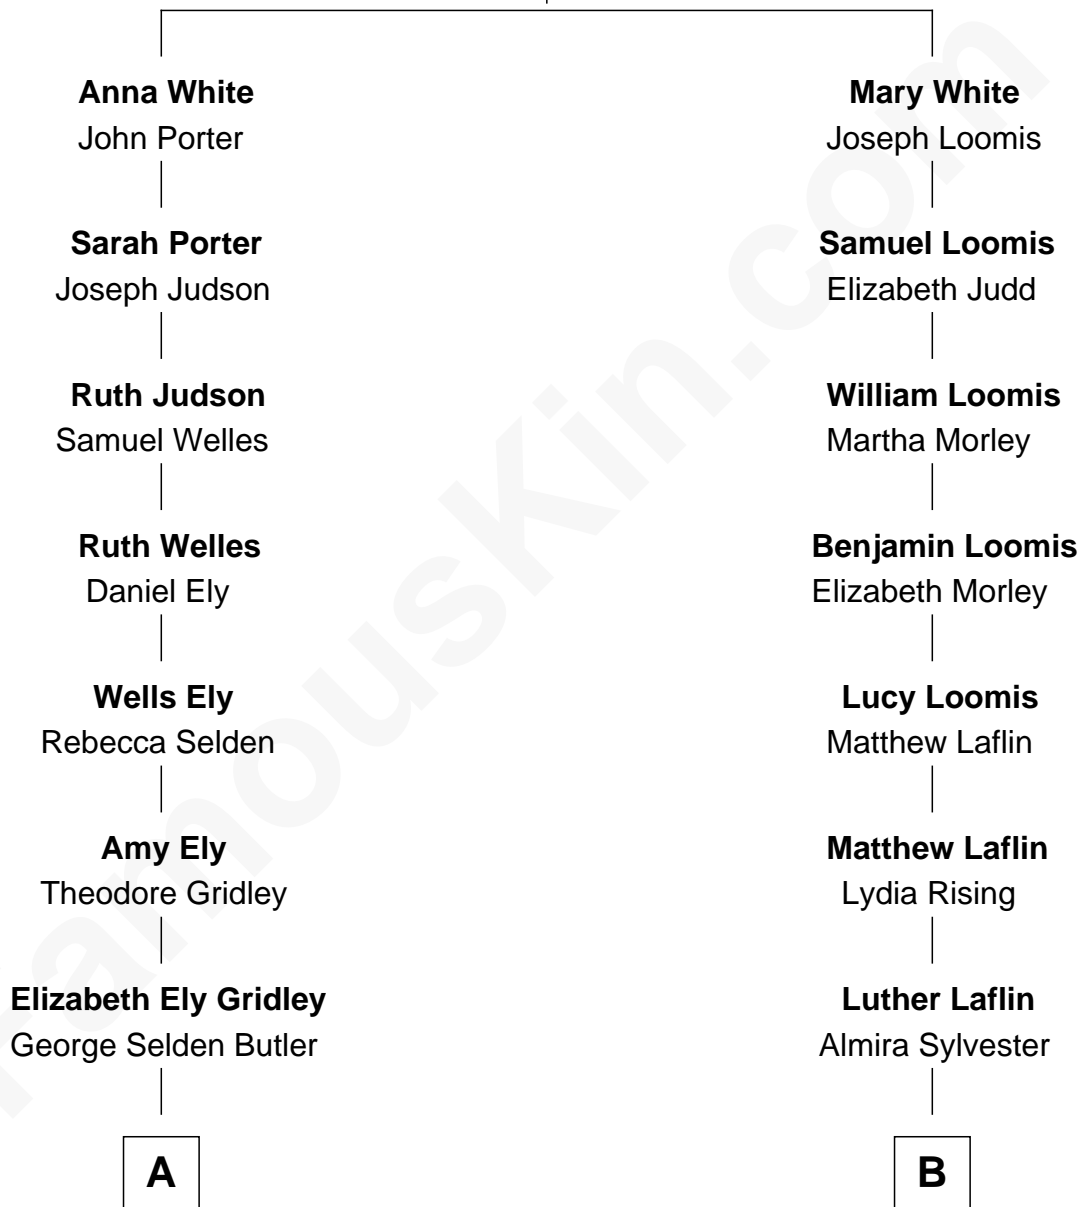 Anna White
John Porter
Sarah Porter
Joseph Judson
Ruth Judson
Samuel Welles
Ruth Welles
Daniel Ely
Wells Ely
Rebecca Selden
Amy Ely
Theodore Gridley
Elizabeth Ely Gridley
George Selden Butler
A
Mary White
Joseph Loomis
Samuel Loomis
Elizabeth Judd
William Loomis
Martha Morley
Benjamin Loomis
Elizabeth Morley
Lucy Loomis
Matthew Laflin
Matthew Laflin
Lydia Rising
Luther Laflin
Almira Sylvester
B
FamousKin.com